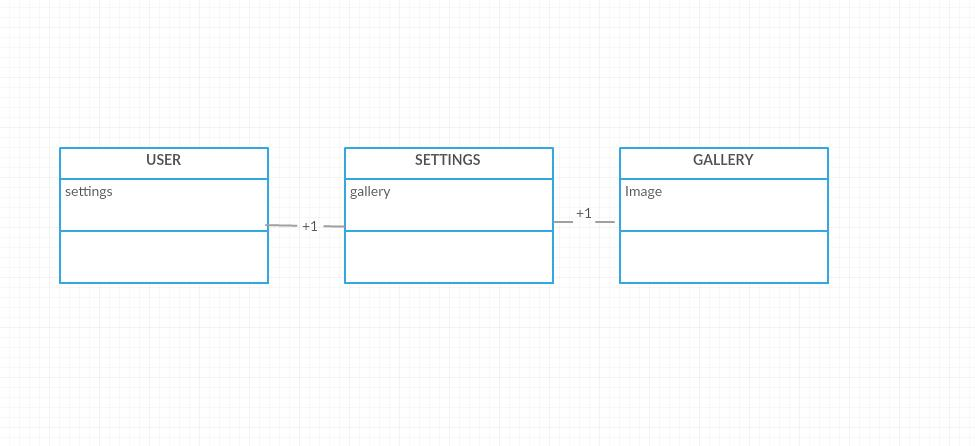 USER
settings
+1
SETTINGS
gallery
+1
GALLERY
Image